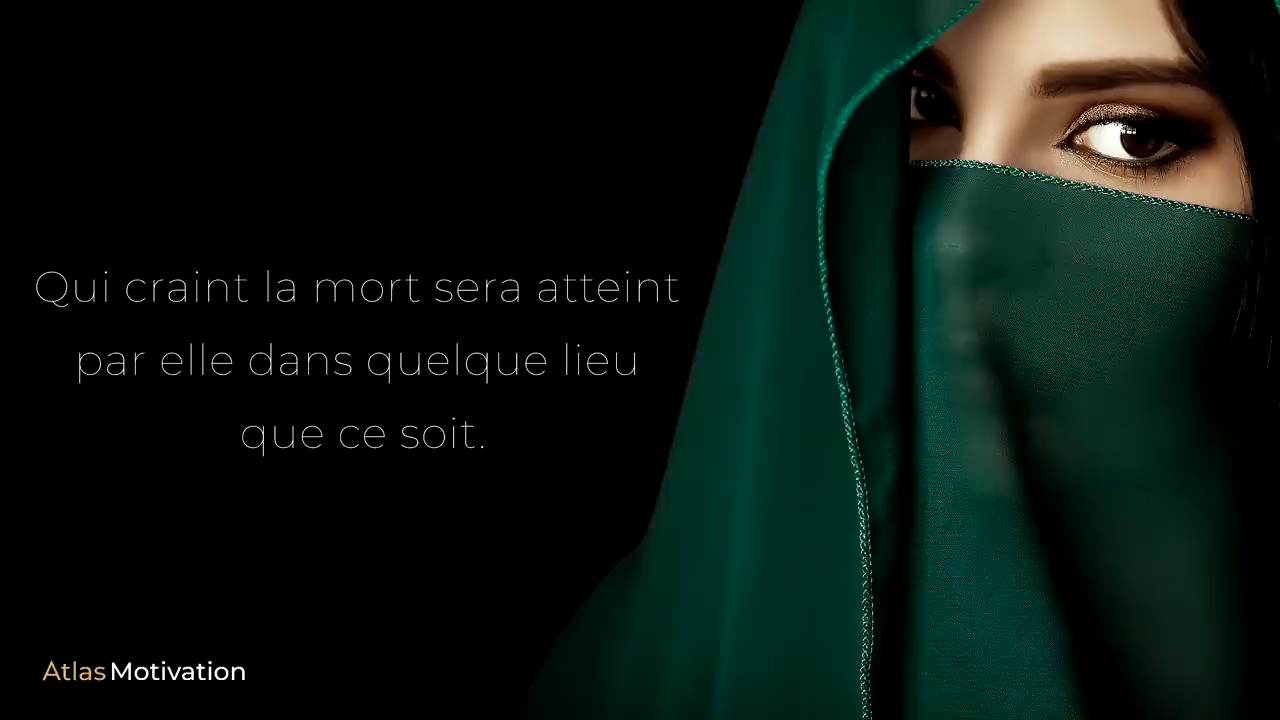 Qui craint la mort sera atteint
par elle dans quelque lieu
que ce soit.
Atlas Motivation